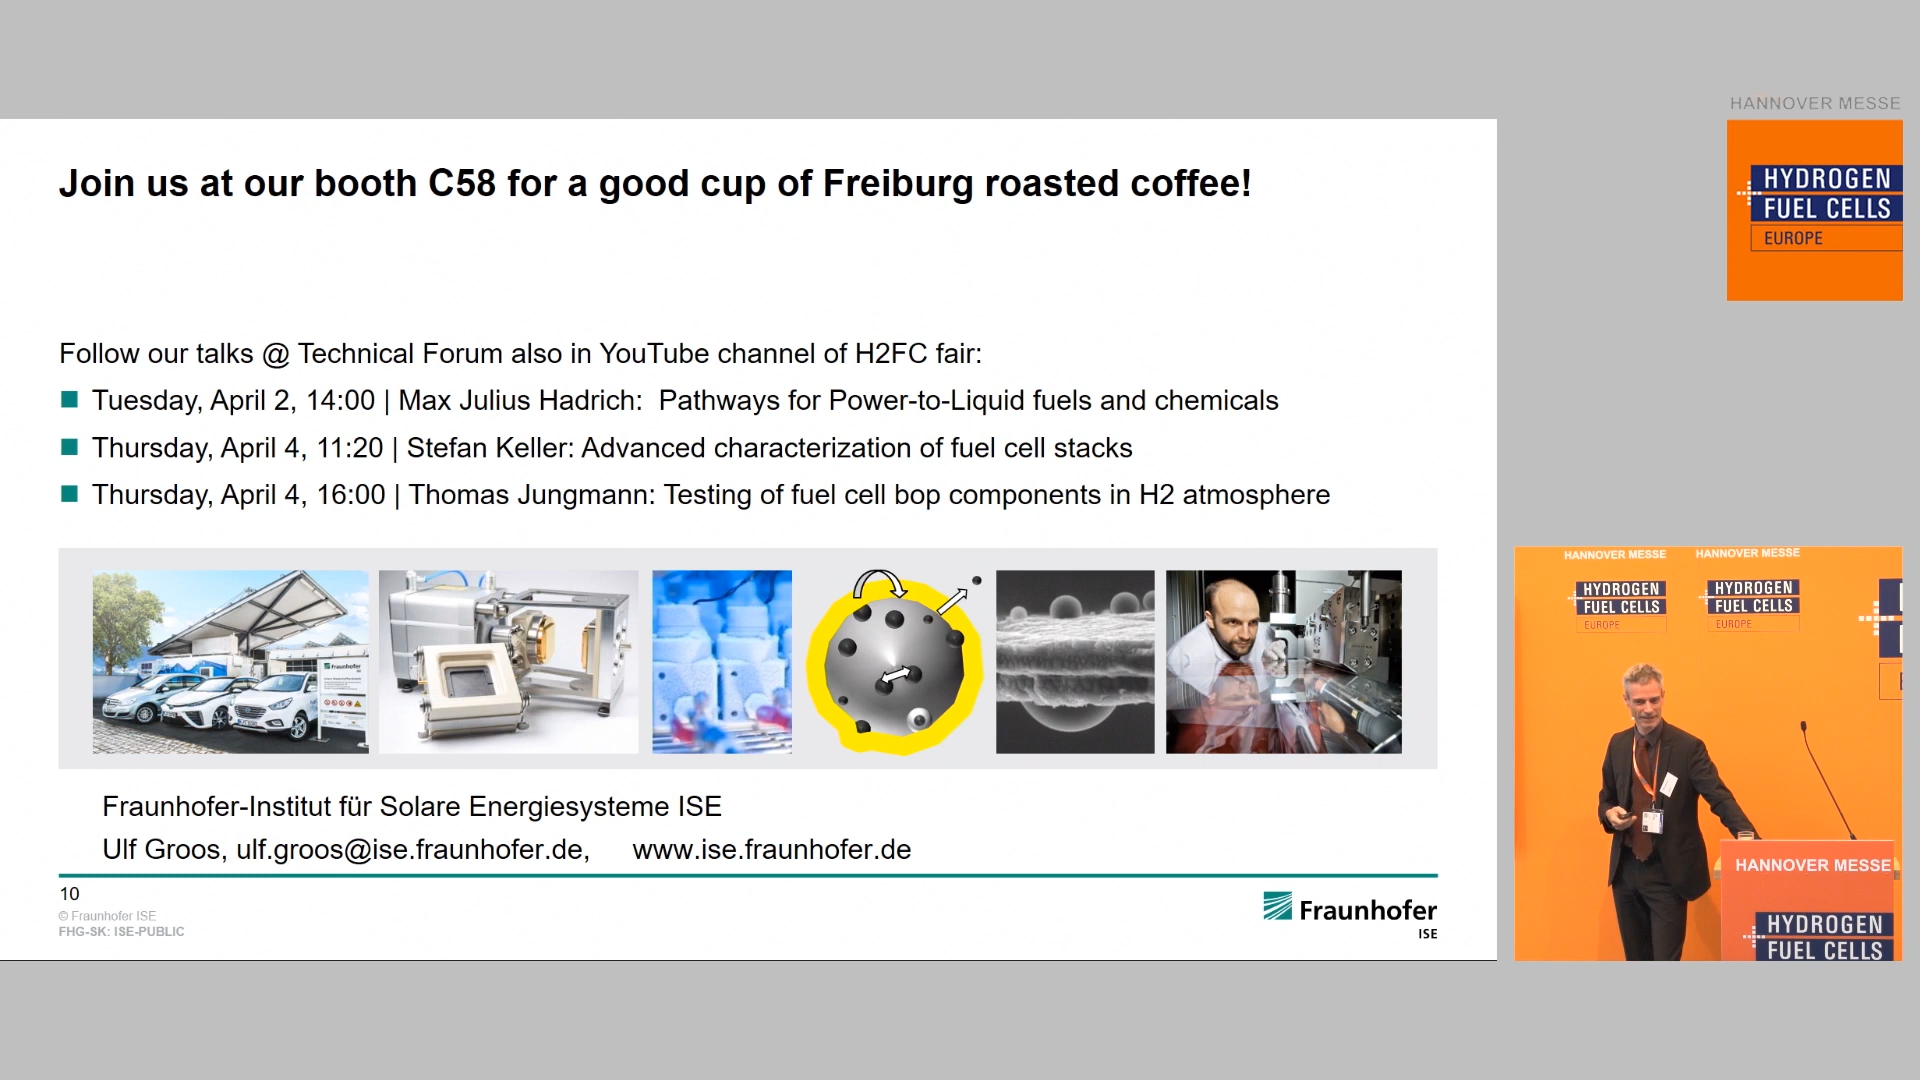 HANNOVER MESSE
HYDROGEN
FUEL CELLS
EUROPE
Join us at our booth C58 for a good cup of Freiburg roasted coffee!
Follow our talks @ Technical Forum also in YouTube channel of H2FC fair:
Tuesday, April 2, 14:00 | Max Julius Hadrich: Pathways for Power-to-Liquid fuels and chemicals
Thursday, April 4, 11:20 | Stefan Keller: Advanced characterization of fuel cell stacks
Thursday, April 4, 16:00 | Thomas Jungmann: Testing of fuel cell bop components in H2 atmosphere
Fraunhofer
Fraunhofer-Institut für Solare Energiesysteme ISE
Ulf Groos, ulf.groos@ise.fraunhofer.de, www.ise.fraunhofer.de
10
© Fraunhofer ISE
FHG-SK: ISE-PUBLIC
Fraunhofer
ISE
HANNOVER MESSE
HYDROGEN
FUEL CELLS
EUROPE
HANNOVER MESSE
HYDROGEN
FUEL CELLS
EUROPE
HANNOVER MESSE
HYDROGEN
FUEL CELLS